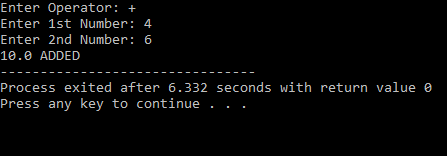 Enter Operator: +
Enter 1st Number: 4
Enter 2nd Number: 6
10.0 ADDED
--------------------------------
Process exited after 6.332 seconds with return value 0
Press any key to continue . . .